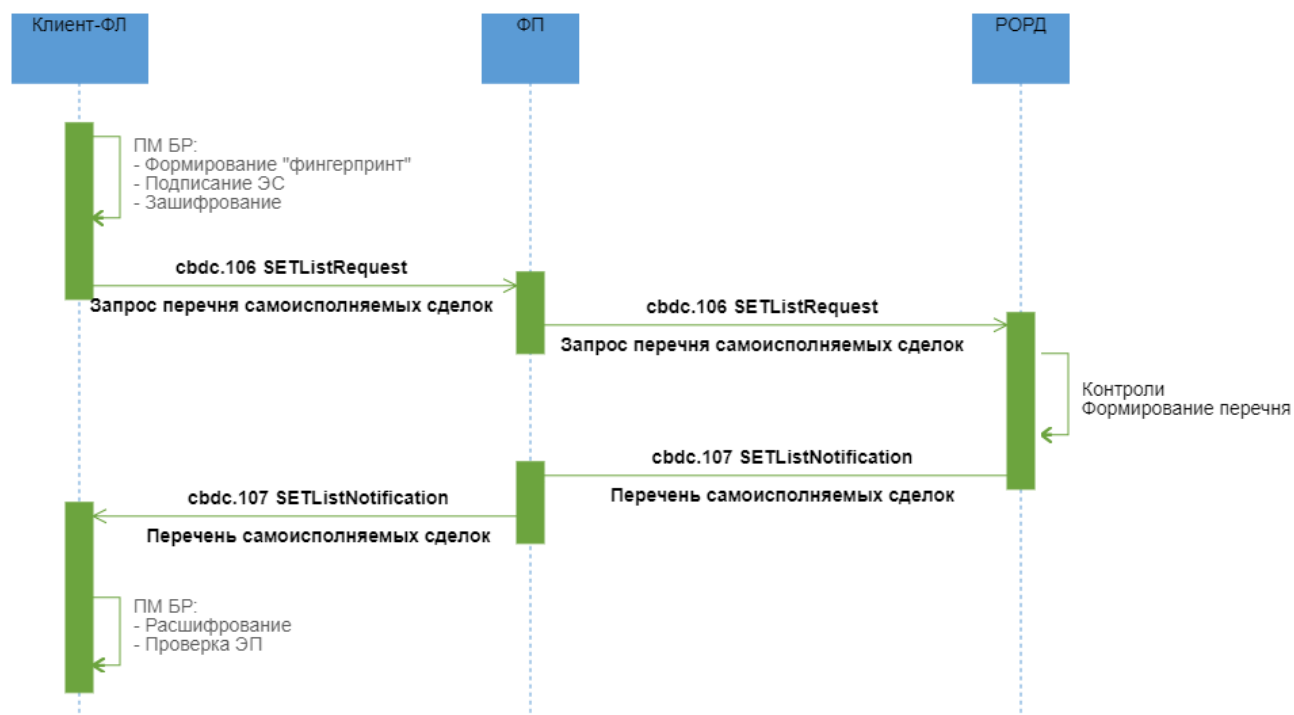 Клиент-ФЛ
ФП
РОРД
ПМ БР:
- Формирование "фингерпринт"
- Подписание ЭС
- Зашифрование
cbdc.106 SETListRequest
Запрос перечня самоисполняемых сделок
cbdc.106 SETListRequest
Запрос перечня самоисполняемых сделок
Контроли
Формирование перечня
cbdc.107 SETListNotification
Перечень самоисполняемых сделок
cbdc.107 SETListNotification
Перечень самоисполняемых сделок
ПМ БР:
- Расшифрование
- Проверка ЭП